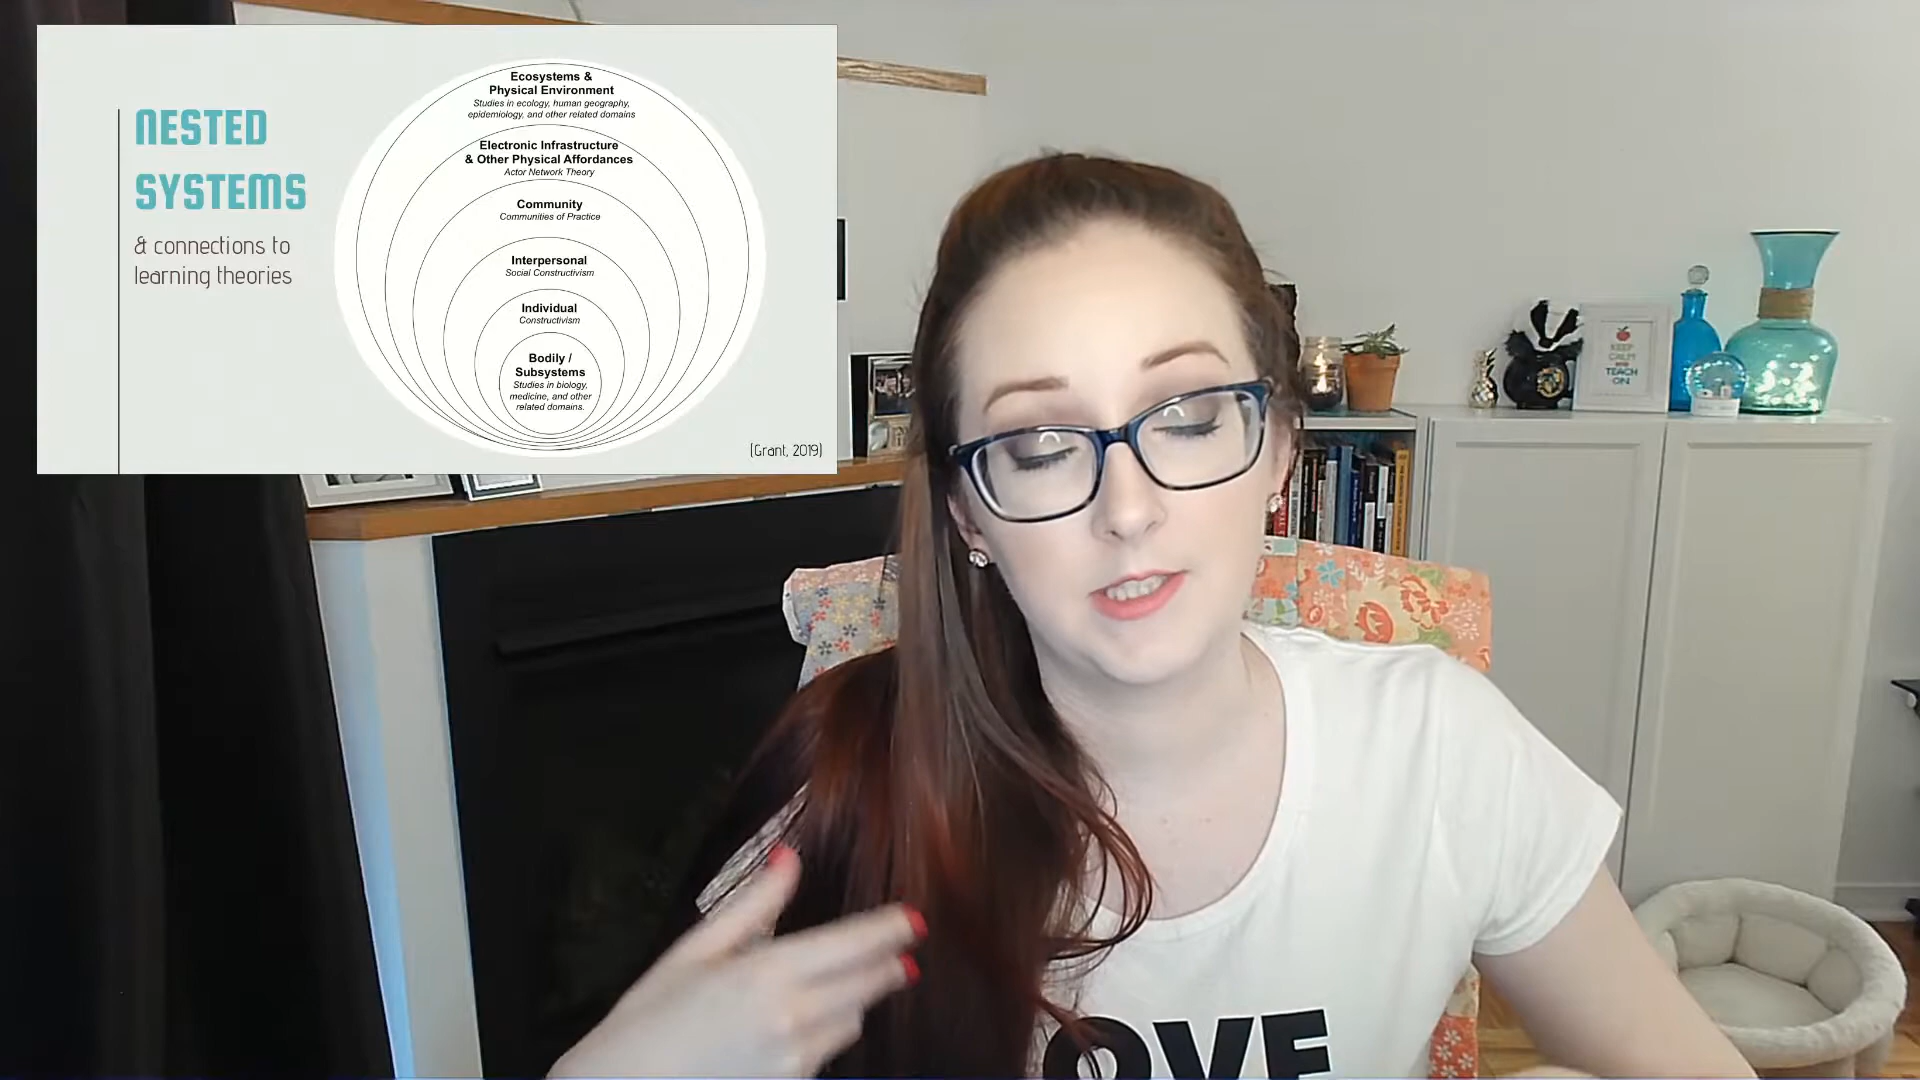 NESTED
SYSTEMS
& connections to
learning theories
Ecosystems &
Physical Environment
Studies in ecology, human geography,
epidemiology, and other related domains
Electronic Infrastructure
& Other Physical Affordances
Actor Network Theory
Community
Communities of Practice
Interpersonal
Social Constructivism
Individual
Constructivism
Bodily /
Subsystems
Studies in biology,
medicine, and other
related domains.
(Grant, 2019)
KEEP
CALM
AND
TEACH
ON
OVE